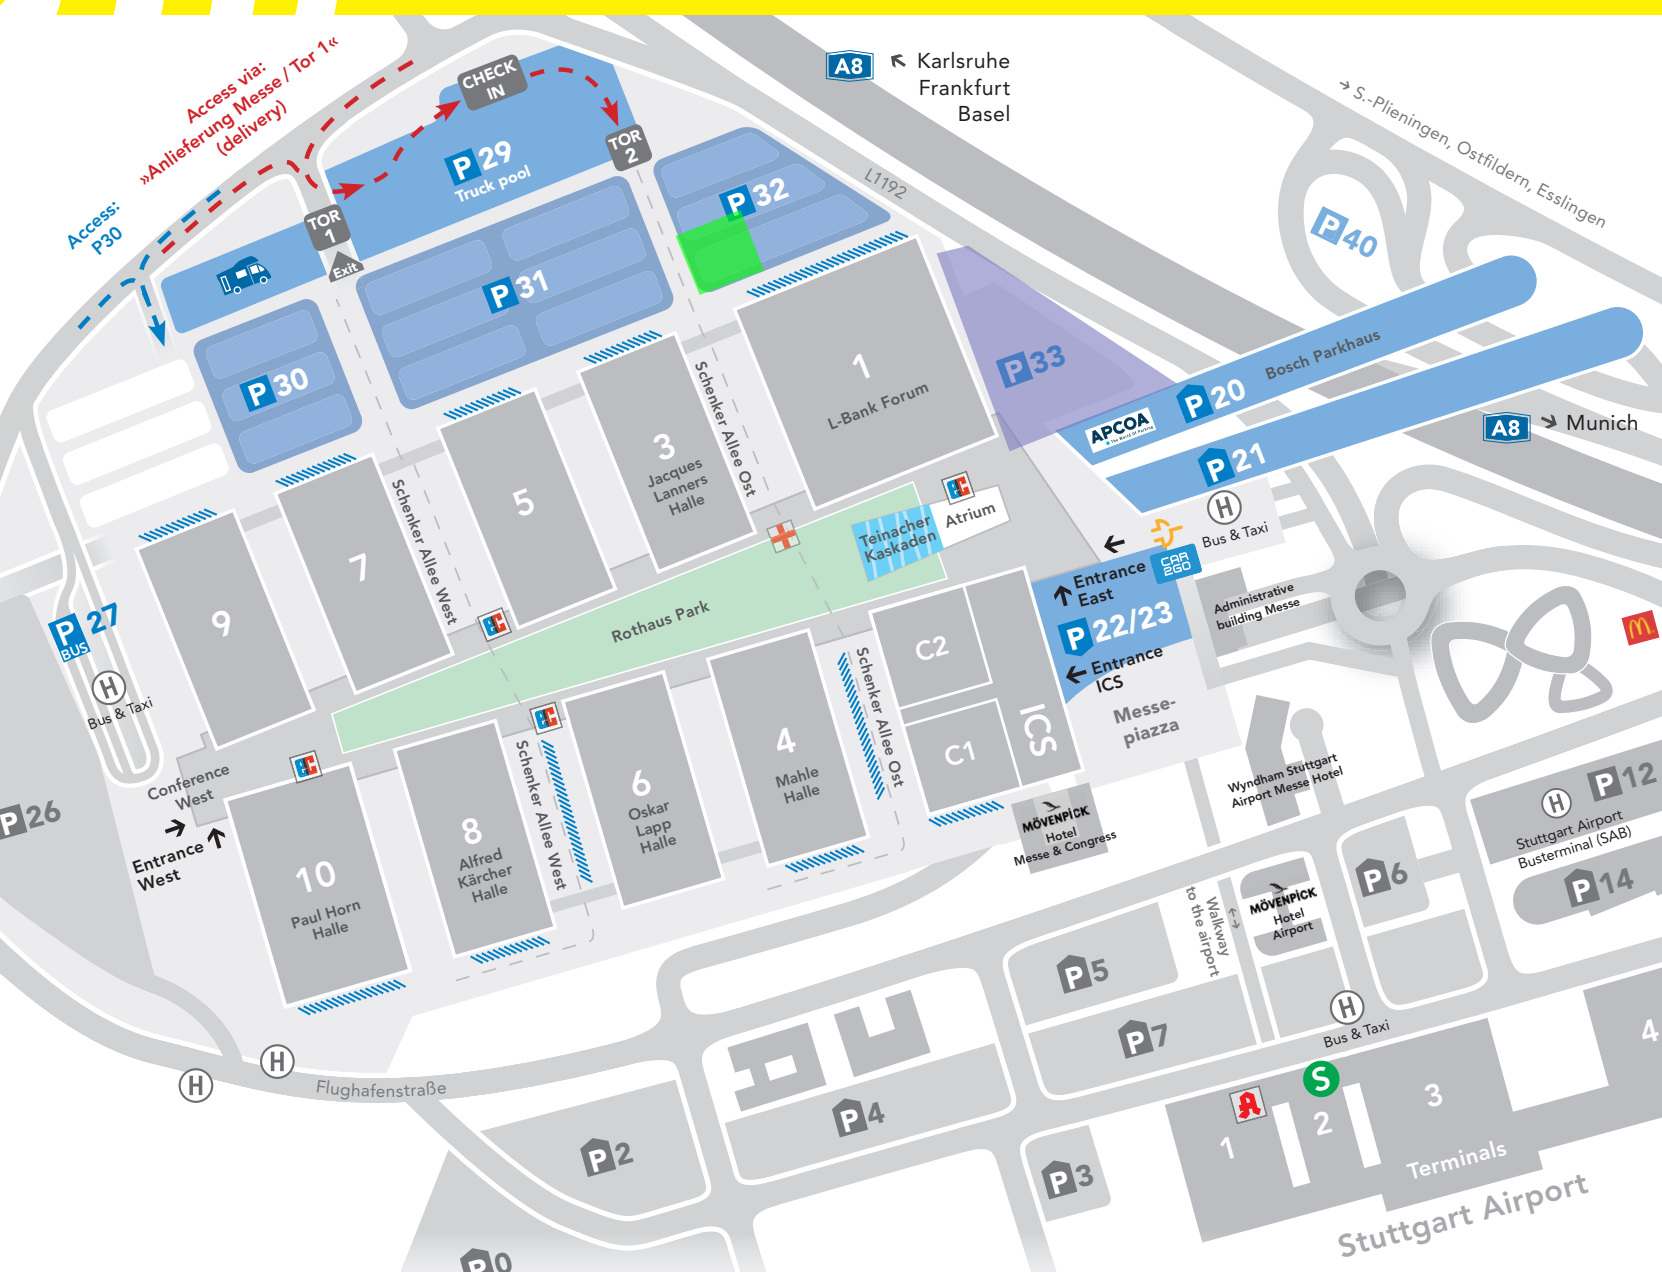 Access via:
»Anlieferung Messe / Tor 1«
(delivery)
Access:
P30
CHECK
IN
P 29
Truck pool
TOR
2
TOR
1
Exit
P 32
P 31
P 30
A8
Karlsruhe
Frankfurt
Basel
L1192
S.-Plieningen, Ostfildern, Esslingen
P 40
P 33
Bosch Parkhaus
APCOA
P 20
P 21
A8
Munich
H
Bus & Taxi
1
L-Bank Forum
3
Jacques
Lanners
Halle
5
7
9
Schenker Allee Ost
Schenker Allee West
Atrium
Teinacher
Kaskaden
Rothaus Park
CAR
2GO
Entrance
East
P 22/23
Entrance
ICS
Administrative
building Messe
Messe-
piazza
C2
C1
ICS
P 27
BUS
H
Bus & Taxi
Conference
West
P 26
Entrance
West
10
Paul Horn
Halle
8
Alfred
Kärcher
Halle
6
Oskar
Lapp
Halle
4
Mahle
Halle
Schenker Allee West
Schenker Allee Ost
MÖVENPICK
Hotel
Messe & Congress
Wyndham Stuttgart
Airport Messe Hotel
P 12
H
Stuttgart Airport
Busterminal (SAB)
P 14
P 6
MÖVENPICK
Hotel
Airport
Walkway
to the airport
P 5
P 7
H
Bus & Taxi
S
H
H
Flughafenstraße
P 2
P 4
P 3
P 0
1
2
3
4
Terminals
Stuttgart Airport